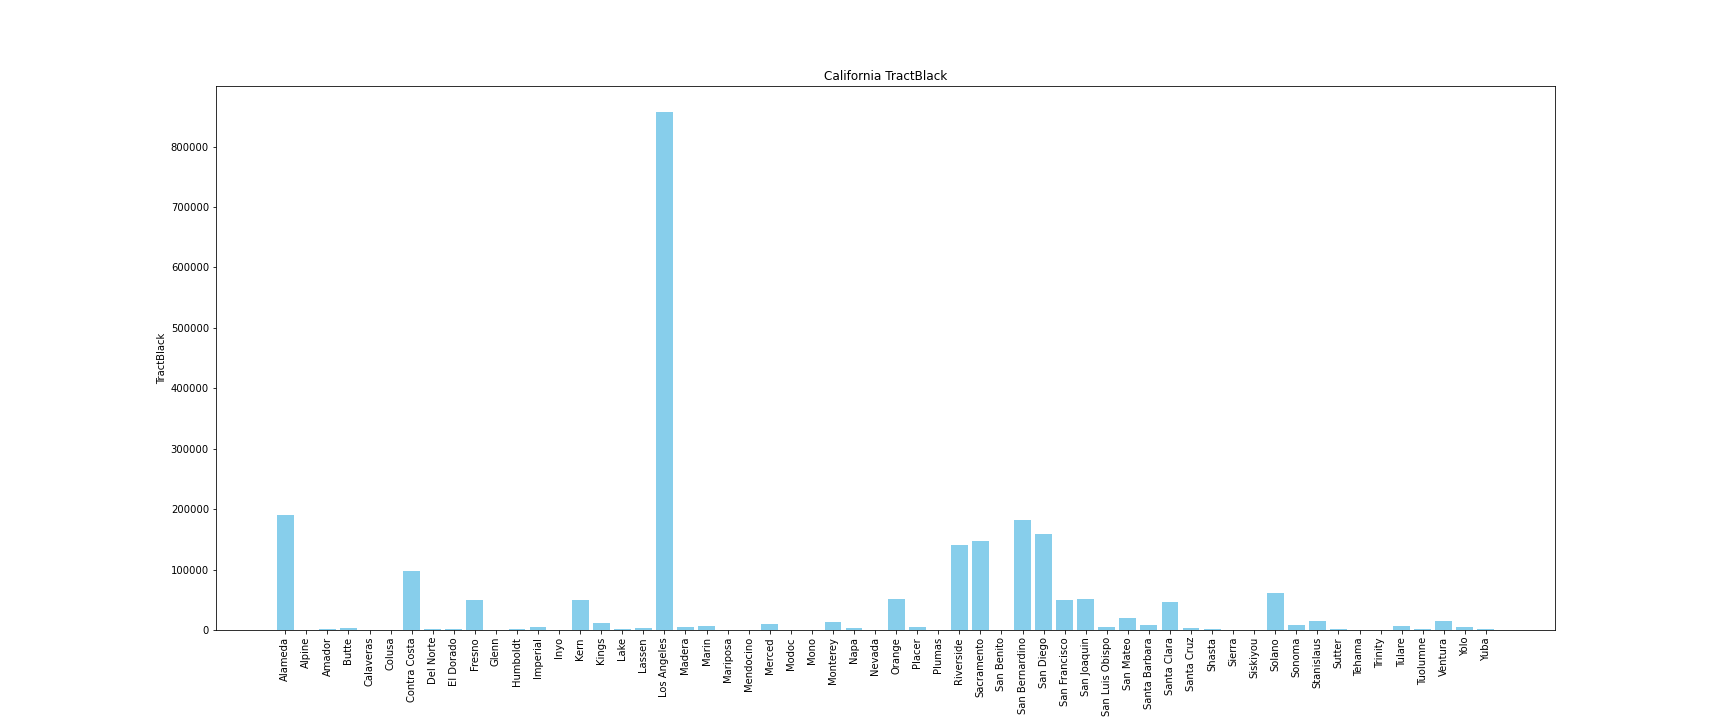 California TractBlack
TractBlack
800000
700000
600000
500000
400000
300000
200000
100000
0
Alameda
Alpine
Amador
Butte
Calaveras
Colusa
Contra Costa
Del Norte
El Dorado
Fresno
Glenn
Humboldt
Imperial
Inyo
Kern
Kings
Lake
Lassen
Los Angeles
Madera
Marin
Mariposa
Mendocino
Merced
Modoc
Mono
Monterey
Napa
Nevada
Orange
Placer
Plumas
Riverside
Sacramento
San Benito
San Bernardino
San Diego
San Francisco
San Joaquin
San Luis Obispo
San Mateo
Santa Barbara
Santa Clara
Santa Cruz
Shasta
Sierra
Siskiyou
Solano
Sonoma
Stanislaus
Sutter
Tehama
Trinity
Tulare
Tuolumne
Ventura
Yolo
Yuba